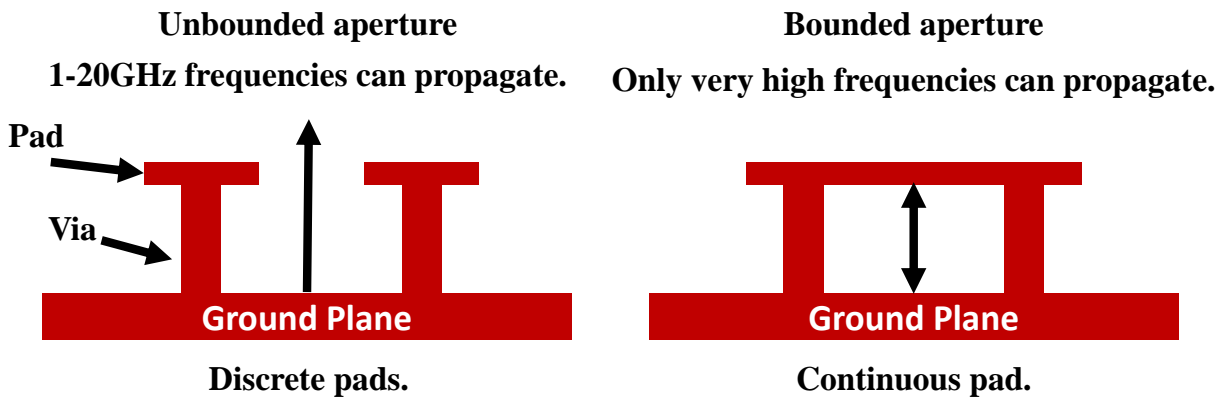 Unbounded aperture
1-20GHz frequencies can propagate.
Pad
Via
Ground Plane
Discrete pads.
Bounded aperture
Only very high frequencies can propagate.
Ground Plane
Continuous pad.